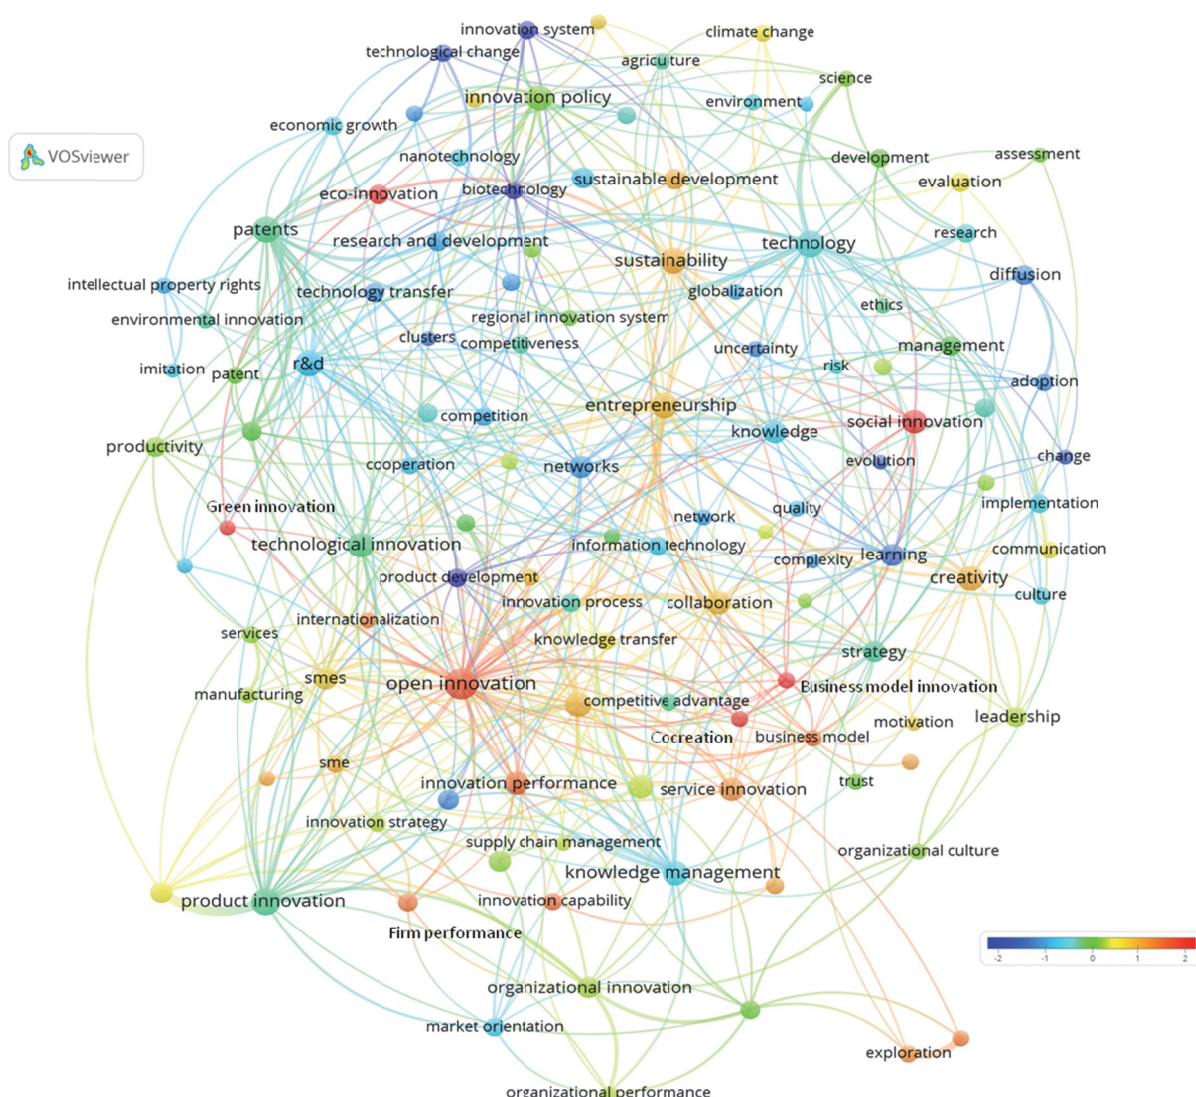 innovation system
climate change
technological change
agriculture
science
innovation policy
environment
economic growth
VOSviewer
nanotechnology
development
assessment
eco-innovation
biotechnology
sustainable development
evaluation
patents
research and development
technology
research
sustainability
intellectual property rights
technology transfer
globalization
diffusion
environmental innovation
regional innovation system
ethics
clusters
competitiveness
uncertainty
management
imitation
patent
r&d
risk
adoption
entrepreneurship
competition
knowledge
social innovation
productivity
cooperation
networks
evolution
change
Green innovation
network
quality
implementation
technological innovation
information technology
complexity
learning
communication
product development
creativity
innovation process
collaboration
culture
internationalization
services
knowledge transfer
strategy
smes
open innovation
Business model innovation
manufacturing
competitive advantage
leadership
motivation
Cocreation
business model
sme
innovation performance
service innovation
trust
innovation strategy
supply chain management
organizational culture
knowledge management
product innovation
innovation capability
Firm performance
-2 -1 0 1 2
organizational innovation
market orientation
exploration
organizational performance